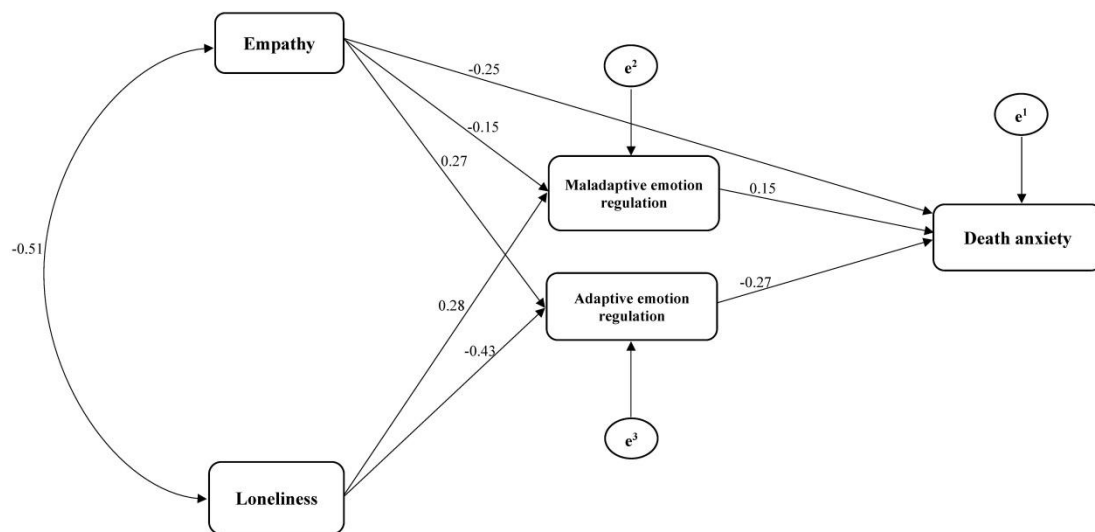 Empathy
-0.25
e²
e¹
-0.15
0.27
Maladaptive emotion
regulation
0.15
Death anxiety
-0.51
Adaptive emotion
regulation
-0.27
0.28
-0.43
e³
Loneliness